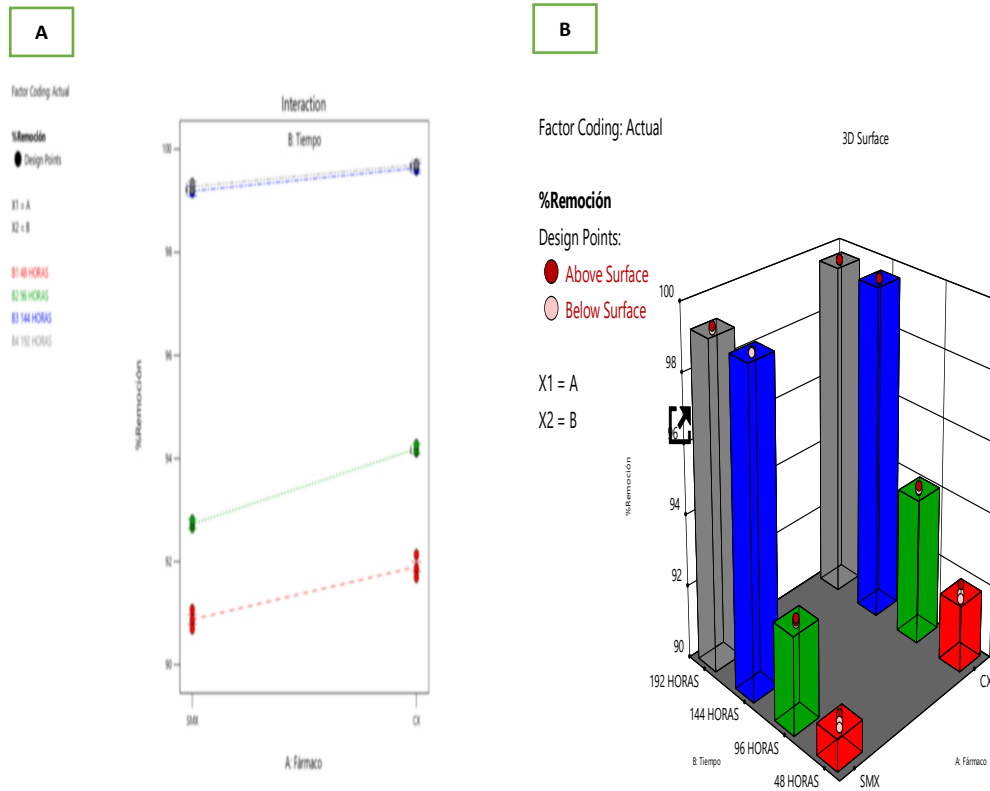 A
Factor Coding: Actual
%Remoción
Design Points
X1 = A
X2 = B
B1 48 HORAS
B2 96 HORAS
B3 144 HORAS
B4 192 HORAS
Interaction
B: Tiempo
100
98
96
94
92
90
%Remoción
SMX
CX
A: Fármaco
B
Factor Coding: Actual
3D Surface
%Remoción
Design Points:
Above Surface
Below Surface
X1 = A
X2 = B
100
98
96
94
92
90
%Remoción
192 HORAS
144 HORAS
96 HORAS
48 HORAS
B: Tiempo
SMX
CX
A: Fármaco